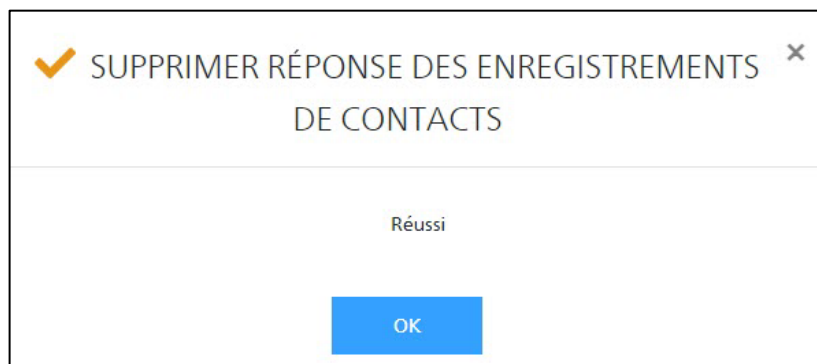 SUPPRIMER RÉPONSE DES ENREGISTREMENTS
DE CONTACTS
Réussi
OK